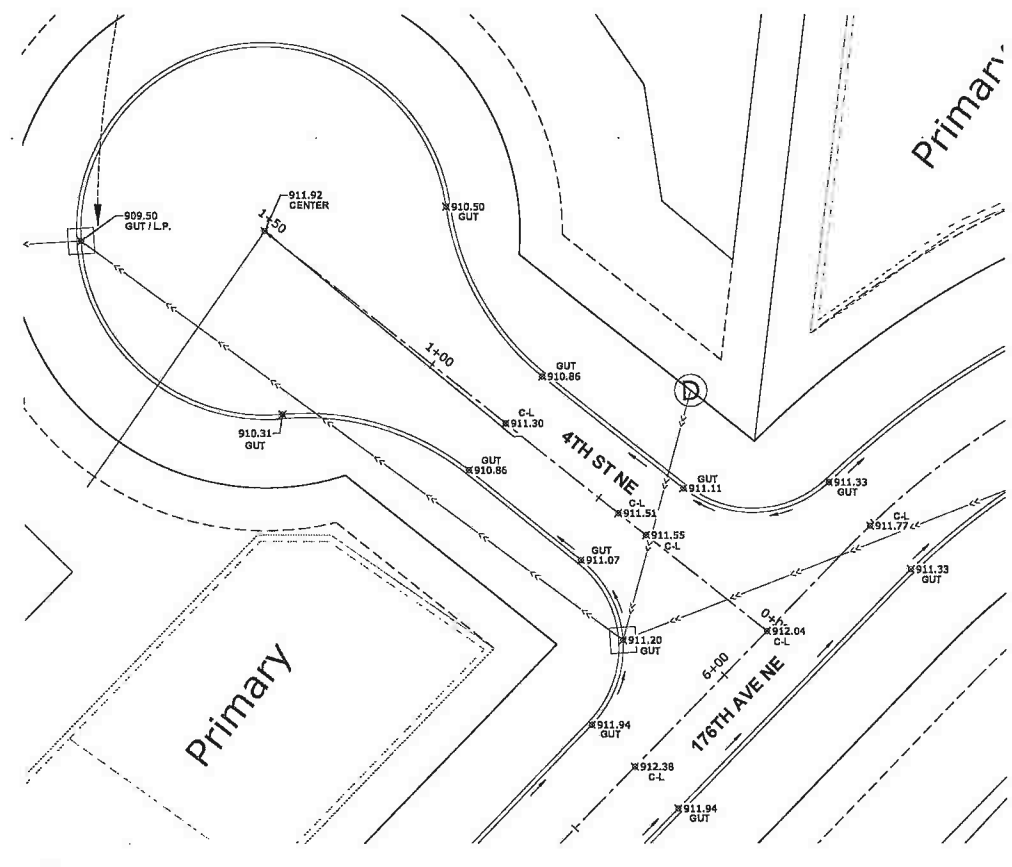 Primary
911.92
CENTER
1+50
909.50
GUT / L.P.
910.50
GUT
1+00
GUT
910.86
D
C-L
911.30
910.31
GUT
GUT
910.86
4TH ST NE
GUT
911.11
911.33
GUT
C-L
911.51
C-L
911.77
911.55
C-L
GUT
911.07
911.33
GUT
911.20
GUT
912.04
C-L
6+00
176TH AVE NE
Primary
911.94
GUT
912.38
C-L
911.94
GUT